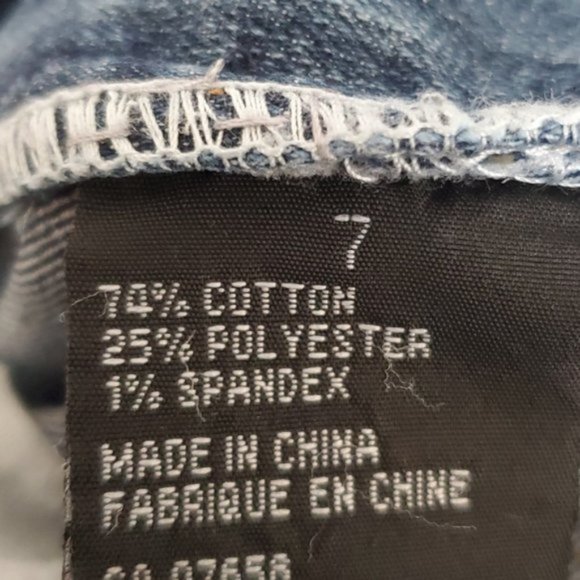 7
74% COTTON
25% POLYESTER
1% SPANDEX
MADE IN CHINA
FABRIQUE EN CHINE